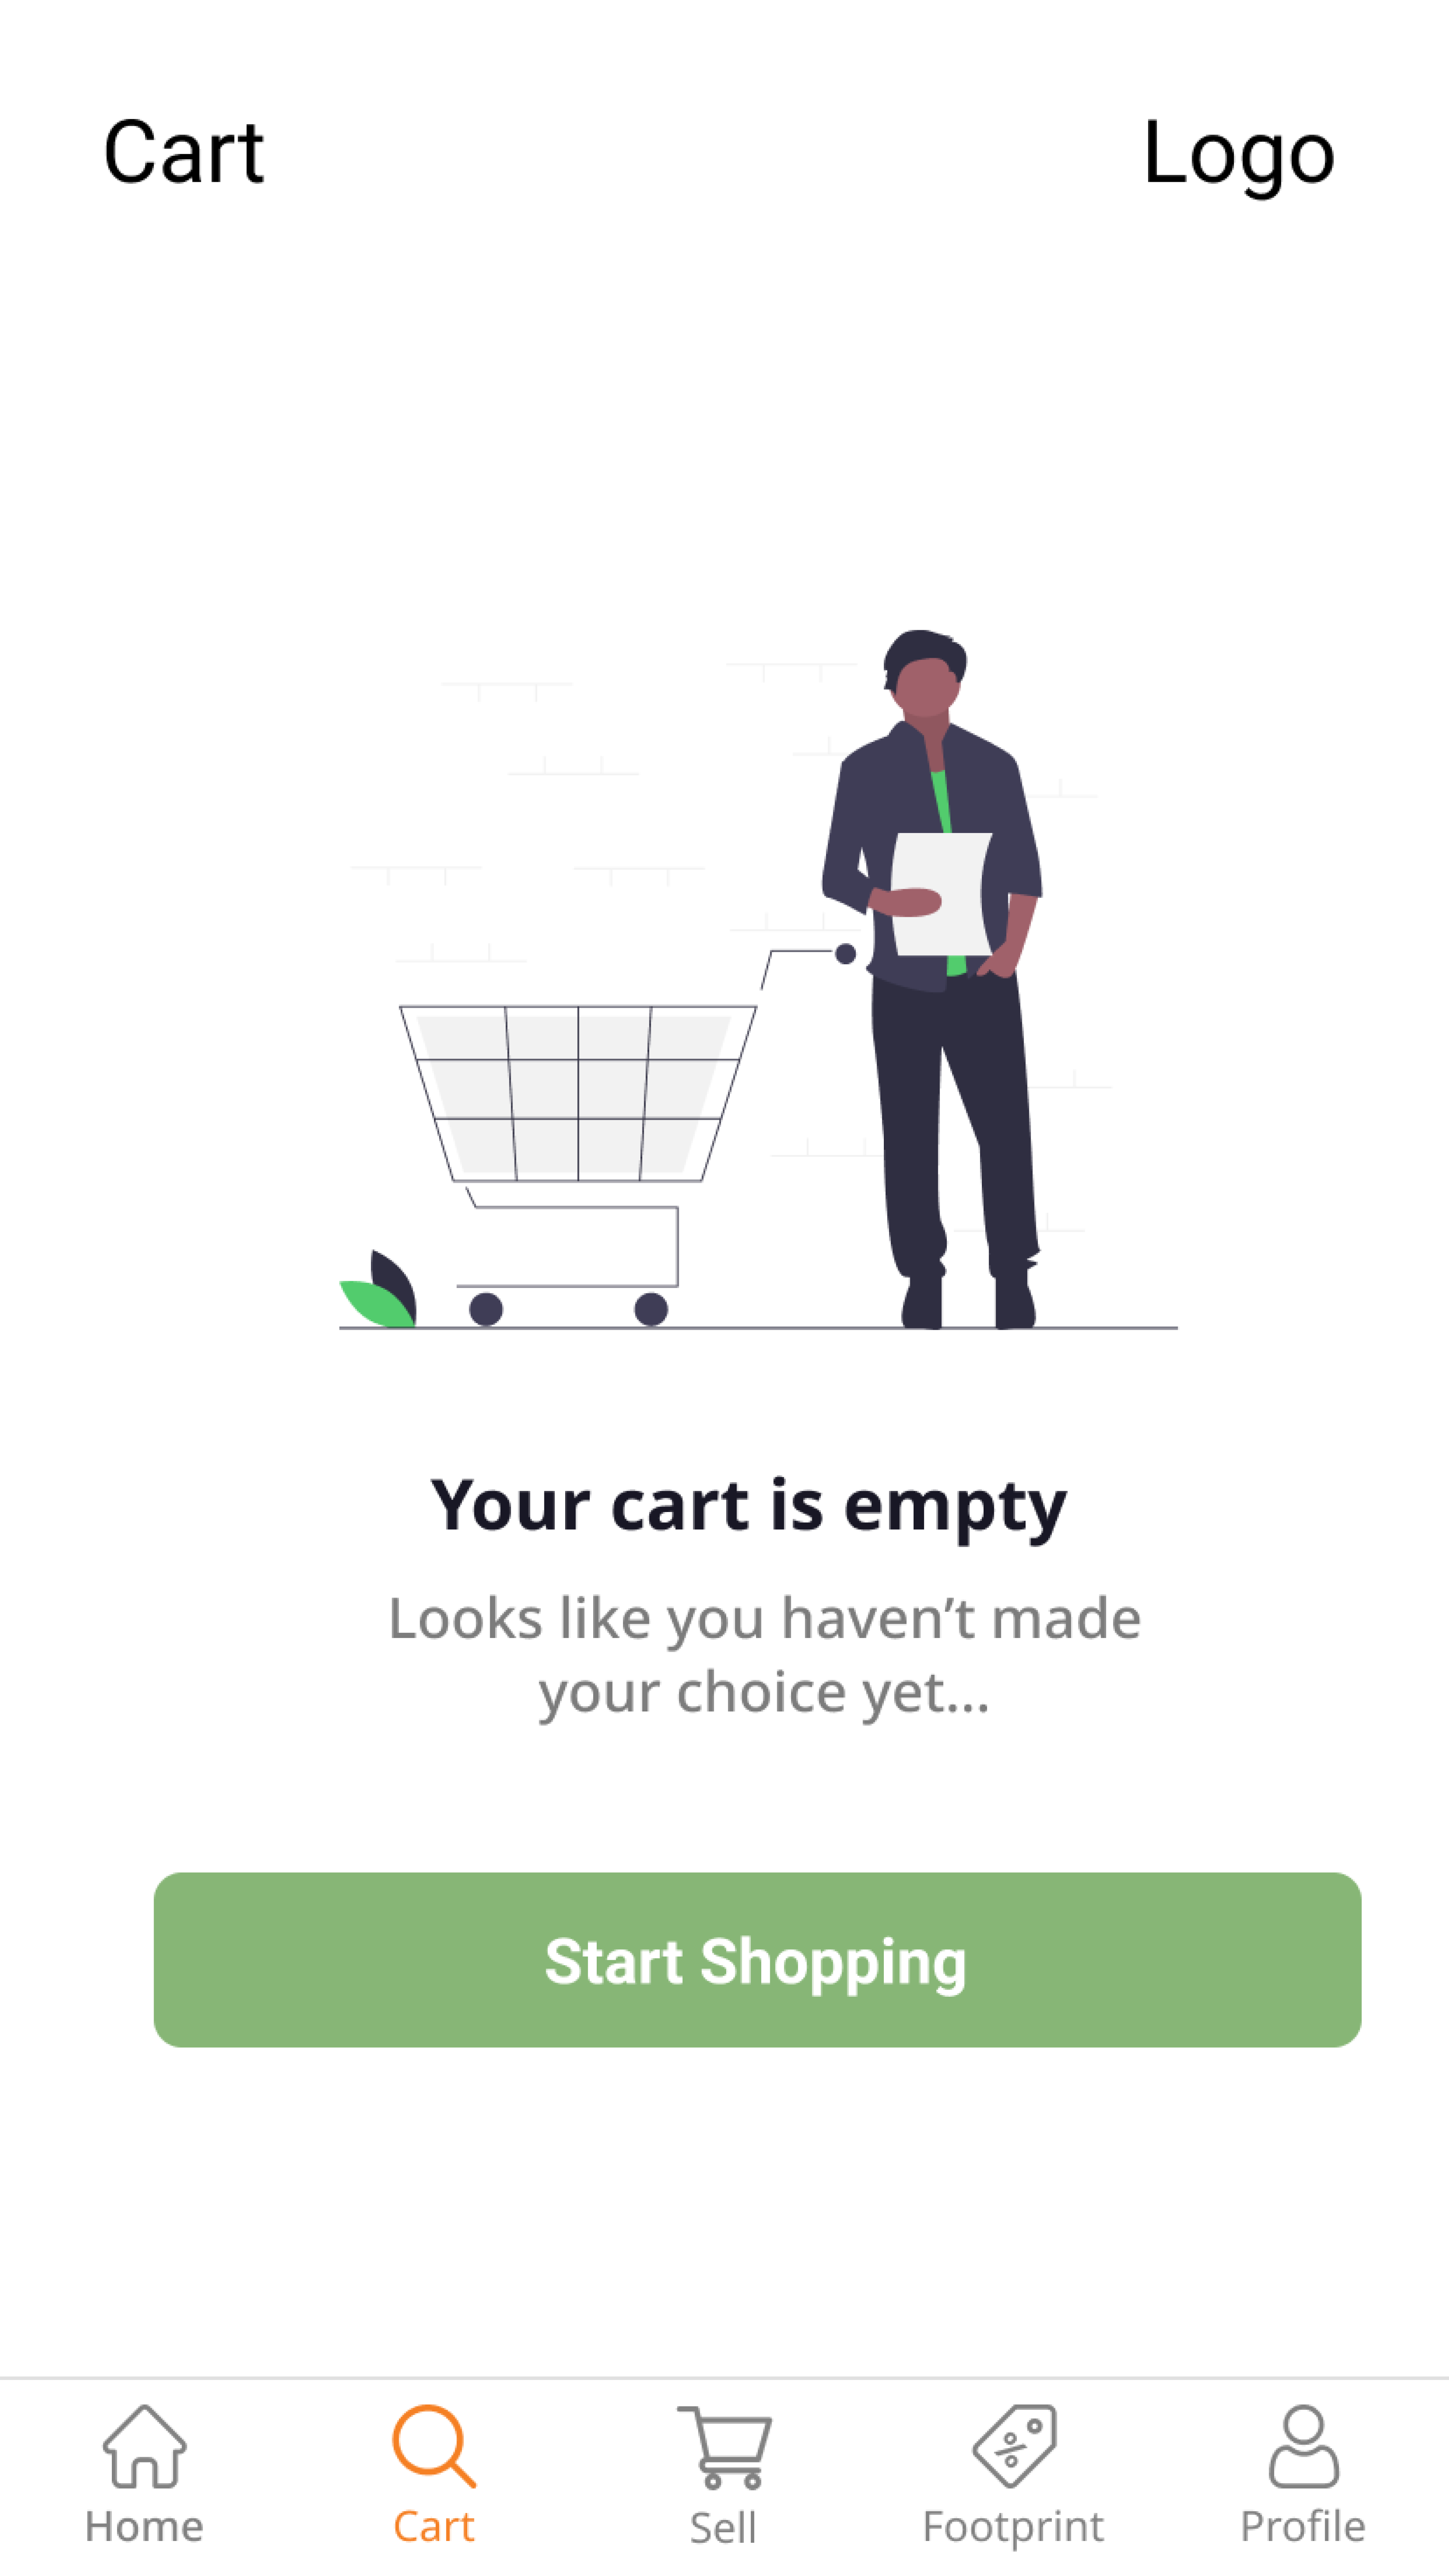 Cart
Logo
Your cart is empty
Looks like you haven’t made
your choice yet...
Start Shopping
Home
Cart
Sell
Footprint
Profile